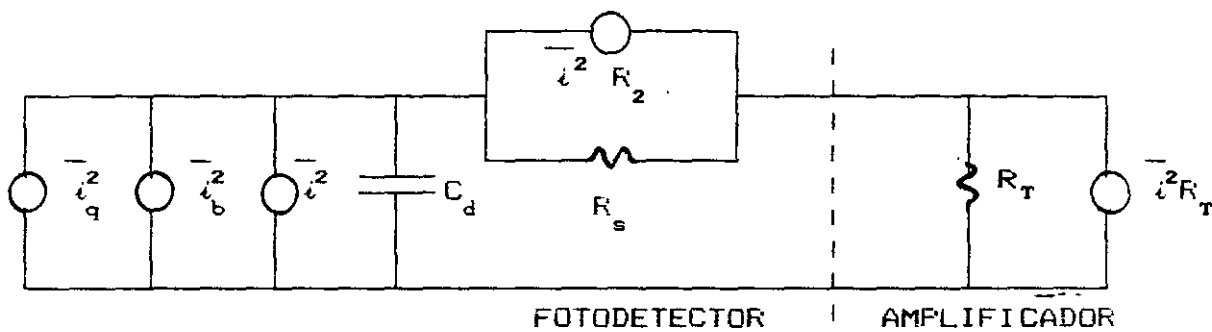 i² R₂
i²q i²b i² Cd Rs RT i²RT
FOTODETECTOR AMPLIFICADOR